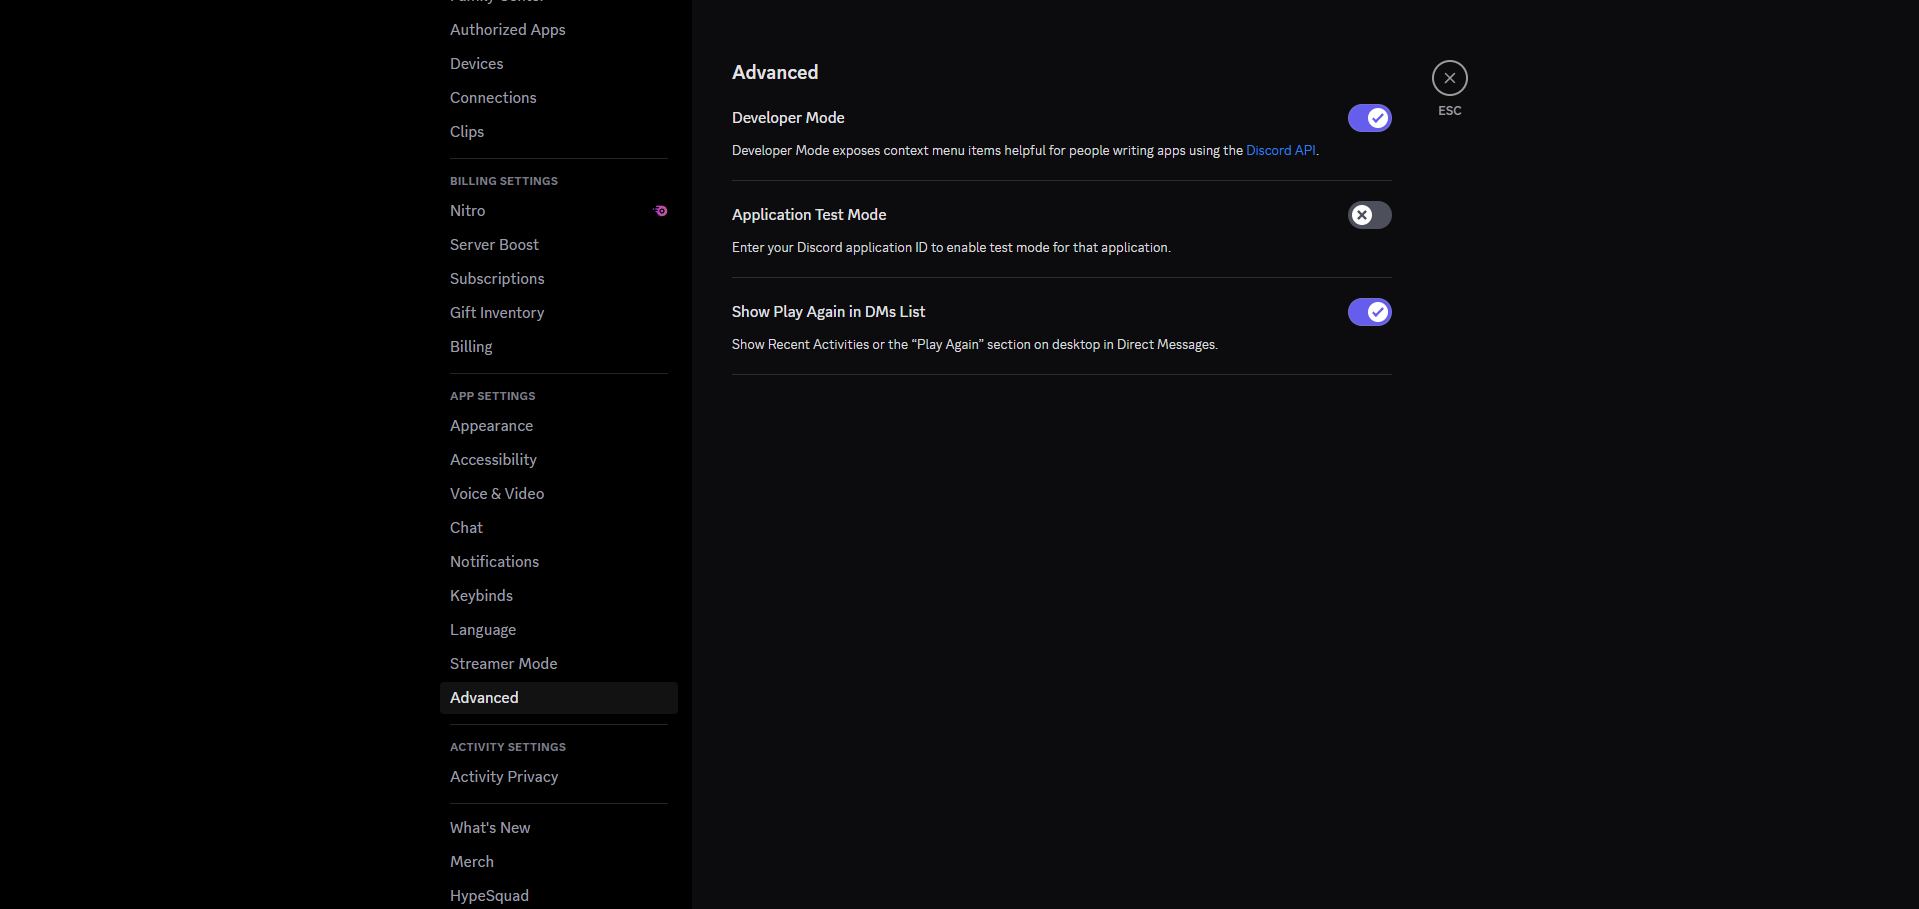 Authorized Apps
Devices
Connections
Clips
BILLING SETTINGS
Nitro
Server Boost
Subscriptions
Gift Inventory
Billing
APP SETTINGS
Appearance
Accessibility
Voice & Video
Chat
Notifications
Keybinds
Language
Streamer Mode
Advanced
ACTIVITY SETTINGS
Activity Privacy
What's New
Merch
HypeSquad
Advanced
ESC
Developer Mode
Developer Mode exposes context menu items helpful for people writing apps using the Discord API.
Application Test Mode
Enter your Discord application ID to enable test mode for that application.
Show Play Again in DMs List
Show Recent Activities or the “Play Again” section on desktop in Direct Messages.